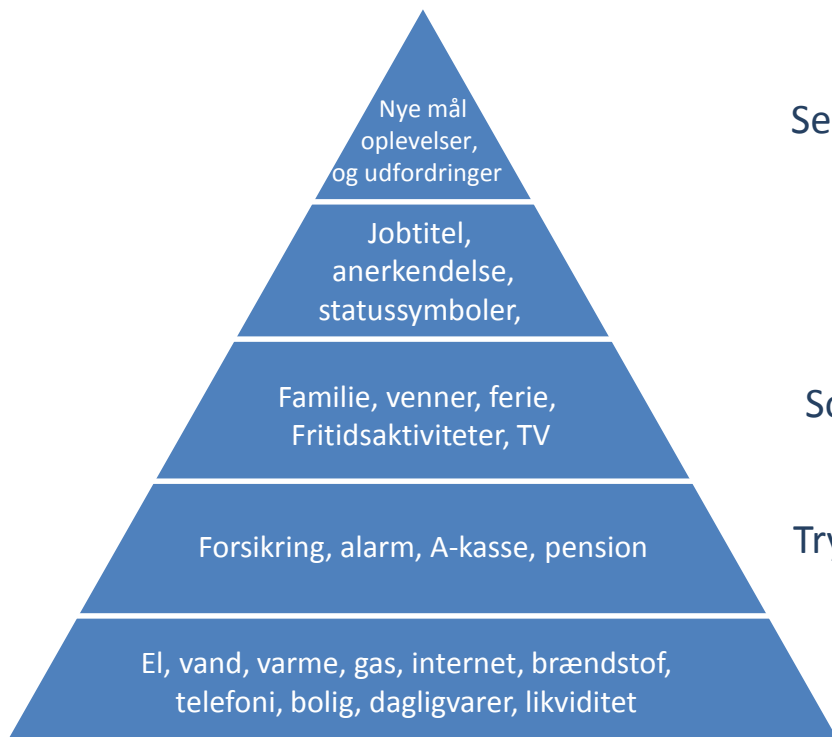 Nye mål
oplevelser,
og udfordringer
Se
Jobtitel,
anerkendelse,
statussymboler,
Familie, venner, ferie,
Fritidsaktiviteter, TV
So
Forsikring, alarm, A-kasse, pension
Try
El, vand, varme, gas, internet, brændstof,
telefoni, bolig, dagligvarer, likviditet